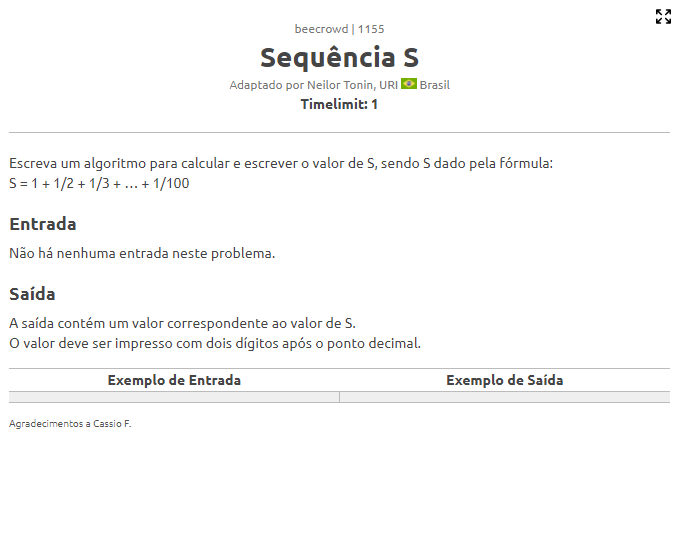 beecrowd | 1155
Sequência S
Adaptado por Neilor Tonin, URI Brasil
Timelimit: 1
Escreva um algoritmo para calcular e escrever o valor de S, sendo S dado pela fórmula:
S = 1 + 1/2 + 1/3 + … + 1/100
Entrada
Não há nenhuma entrada neste problema.
Saída
A saída contém um valor correspondente ao valor de S.
O valor deve ser impresso com dois dígitos após o ponto decimal.
Exemplo de Entrada Exemplo de Saída
Agradecimentos a Cassio F.